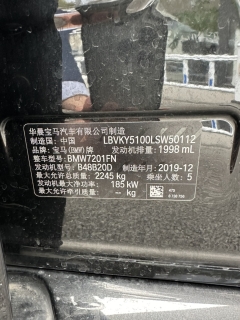 华晨宝马汽车有限公司制造
制造国: 中国 LBVKY5100LSW50112
品牌: 宝马(BMW)牌 发动机排量: 1998 mL
整车型号: BMW7201FN
发动机型号: B48B20D 制造年月: 2019-12
最大允许总质量: 2245 kg 乘坐人数: 5
发动机最大净功率: 185 kW
最大允许牵引质量: -- kg